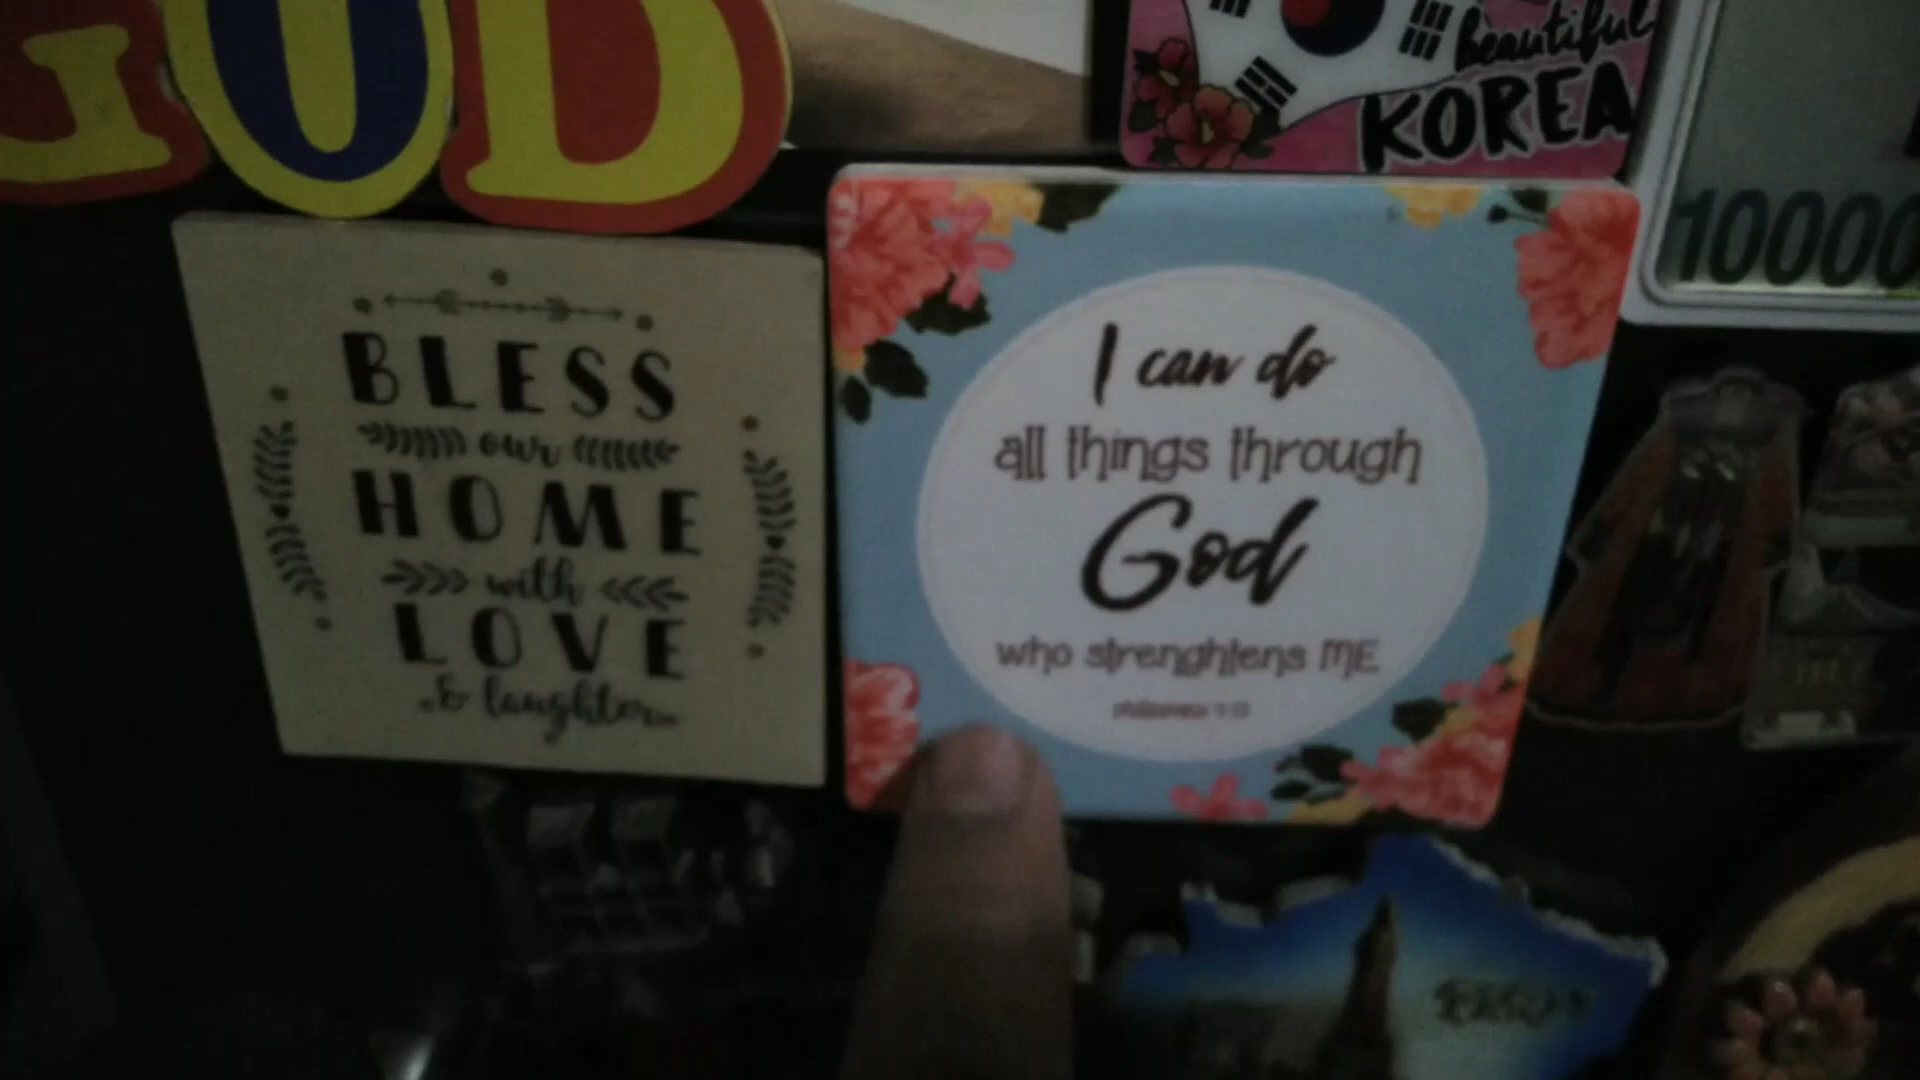 GOD
beautiful
KOREA
10000
BLESS
our
HOME
with
LOVE
& laughter
I can do
all things through
God
who strenghtens ME